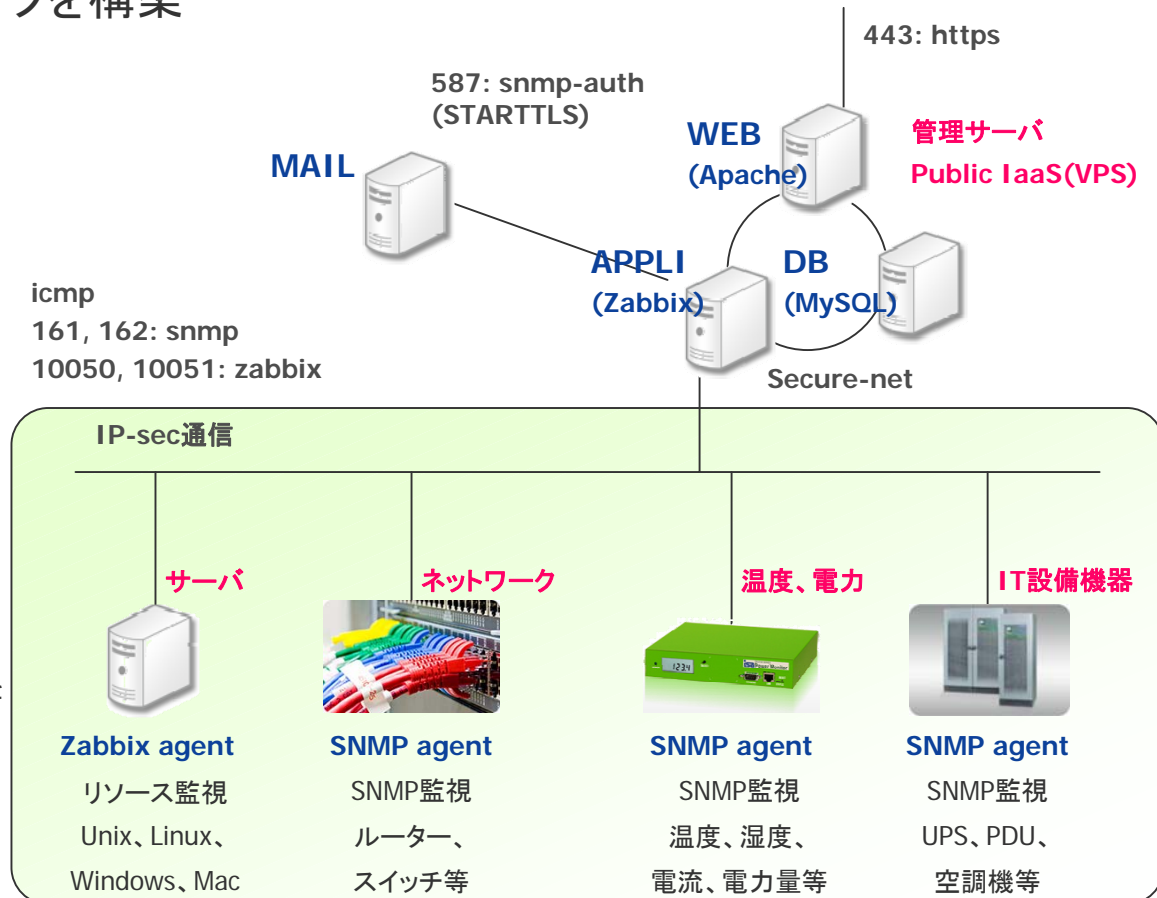 プを構築
443: https
587: snmp-auth
(STARTTLS)
WEB
(Apache)
管理サーバ
Public IaaS(VPS)
MAIL
APPLI
(Zabbix)
DB
(MySQL)
icmp
161, 162: snmp
10050, 10051: zabbix
Secure-net
IP-sec通信
サーバ
ネットワーク
温度、電力
IT設備機器
123.4
Power Monitor
Zabbix agent
リソース監視
Unix、Linux、
Windows、Mac
SNMP agent
SNMP監視
ルーター、
スイッチ等
SNMP agent
SNMP監視
温度、湿度、
電流、電力量等
SNMP agent
SNMP監視
UPS、PDU、
空調機等